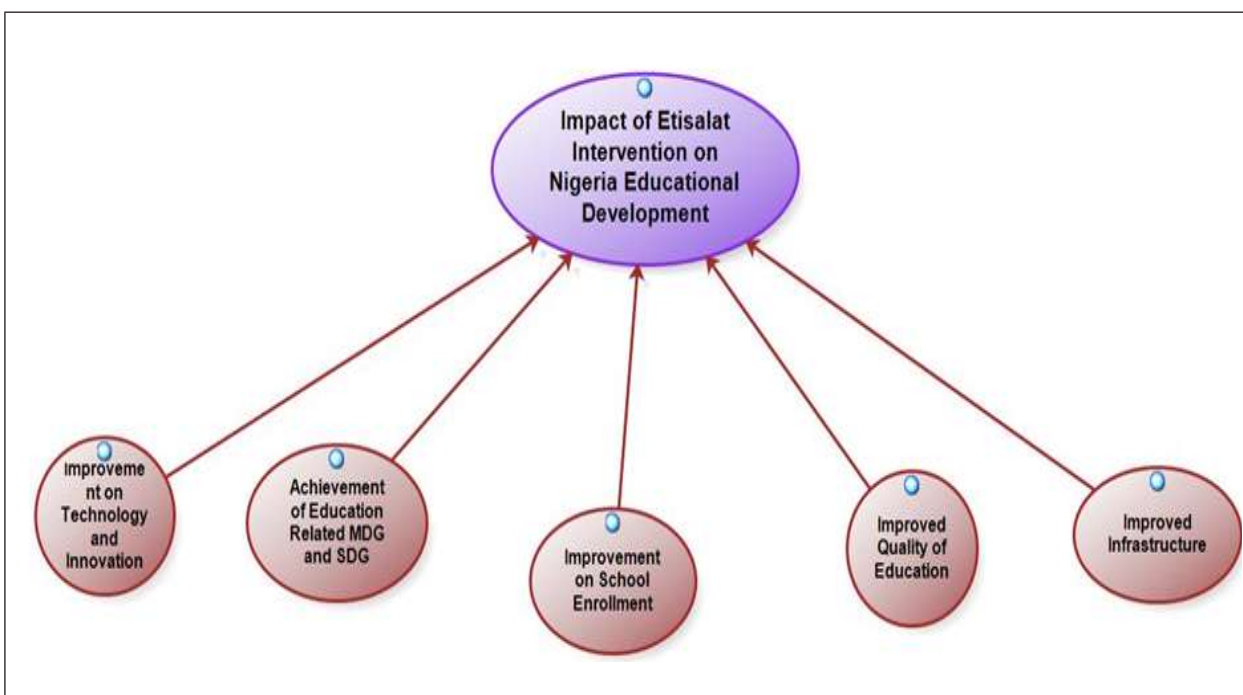 Impact of Etisalat
Intervention on
Nigeria Educational
Development
Improveme
nt on
Technology
and
Innovation
Achievement
of Education
Related MDG
and SDG
Improvement
on School
Enrollment
Improved
Quality of
Education
Improved
Infrastructure